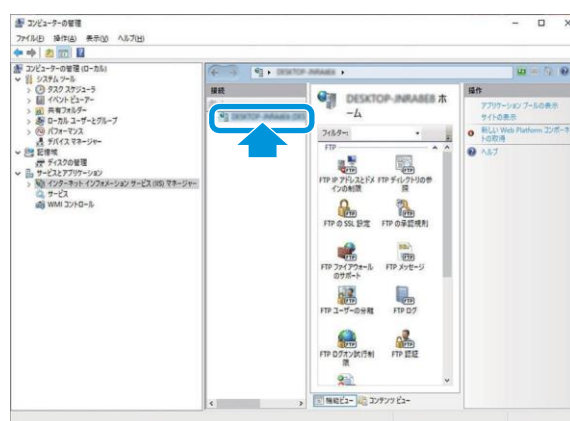 コンピューターの管理
ファイル(F) 操作(A) 表示(V) ヘルプ(H)
コンピューターの管理 (ローカル)
システム ツール
タスク スケジューラ
イベント ビューアー
共有フォルダー
ローカル ユーザーとグループ
パフォーマンス
デバイス マネージャー
記憶域
ディスクの管理
サービスとアプリケーション
インターネット インフォメーション サービス (IIS) マネージャー
サービス
WMI コントロール
接続
ホ
ーム
フィルター:
FTP
FTP IP アドレスとドメ
インの制限
FTP ディレクトリの参
照
FTP の SSL 設定
FTP の承認規則
FTP ファイアウォール
のサポート
FTP メッセージ
FTP ユーザーの分離
FTP ログ
FTP ログオン試行制
限
FTP 認証
機能ビュー
コンテンツ ビュー
操作
アプリケーション プールの表示
サイトの表示
新しい Web Platform コンポーネ
ントの取得
ヘルプ